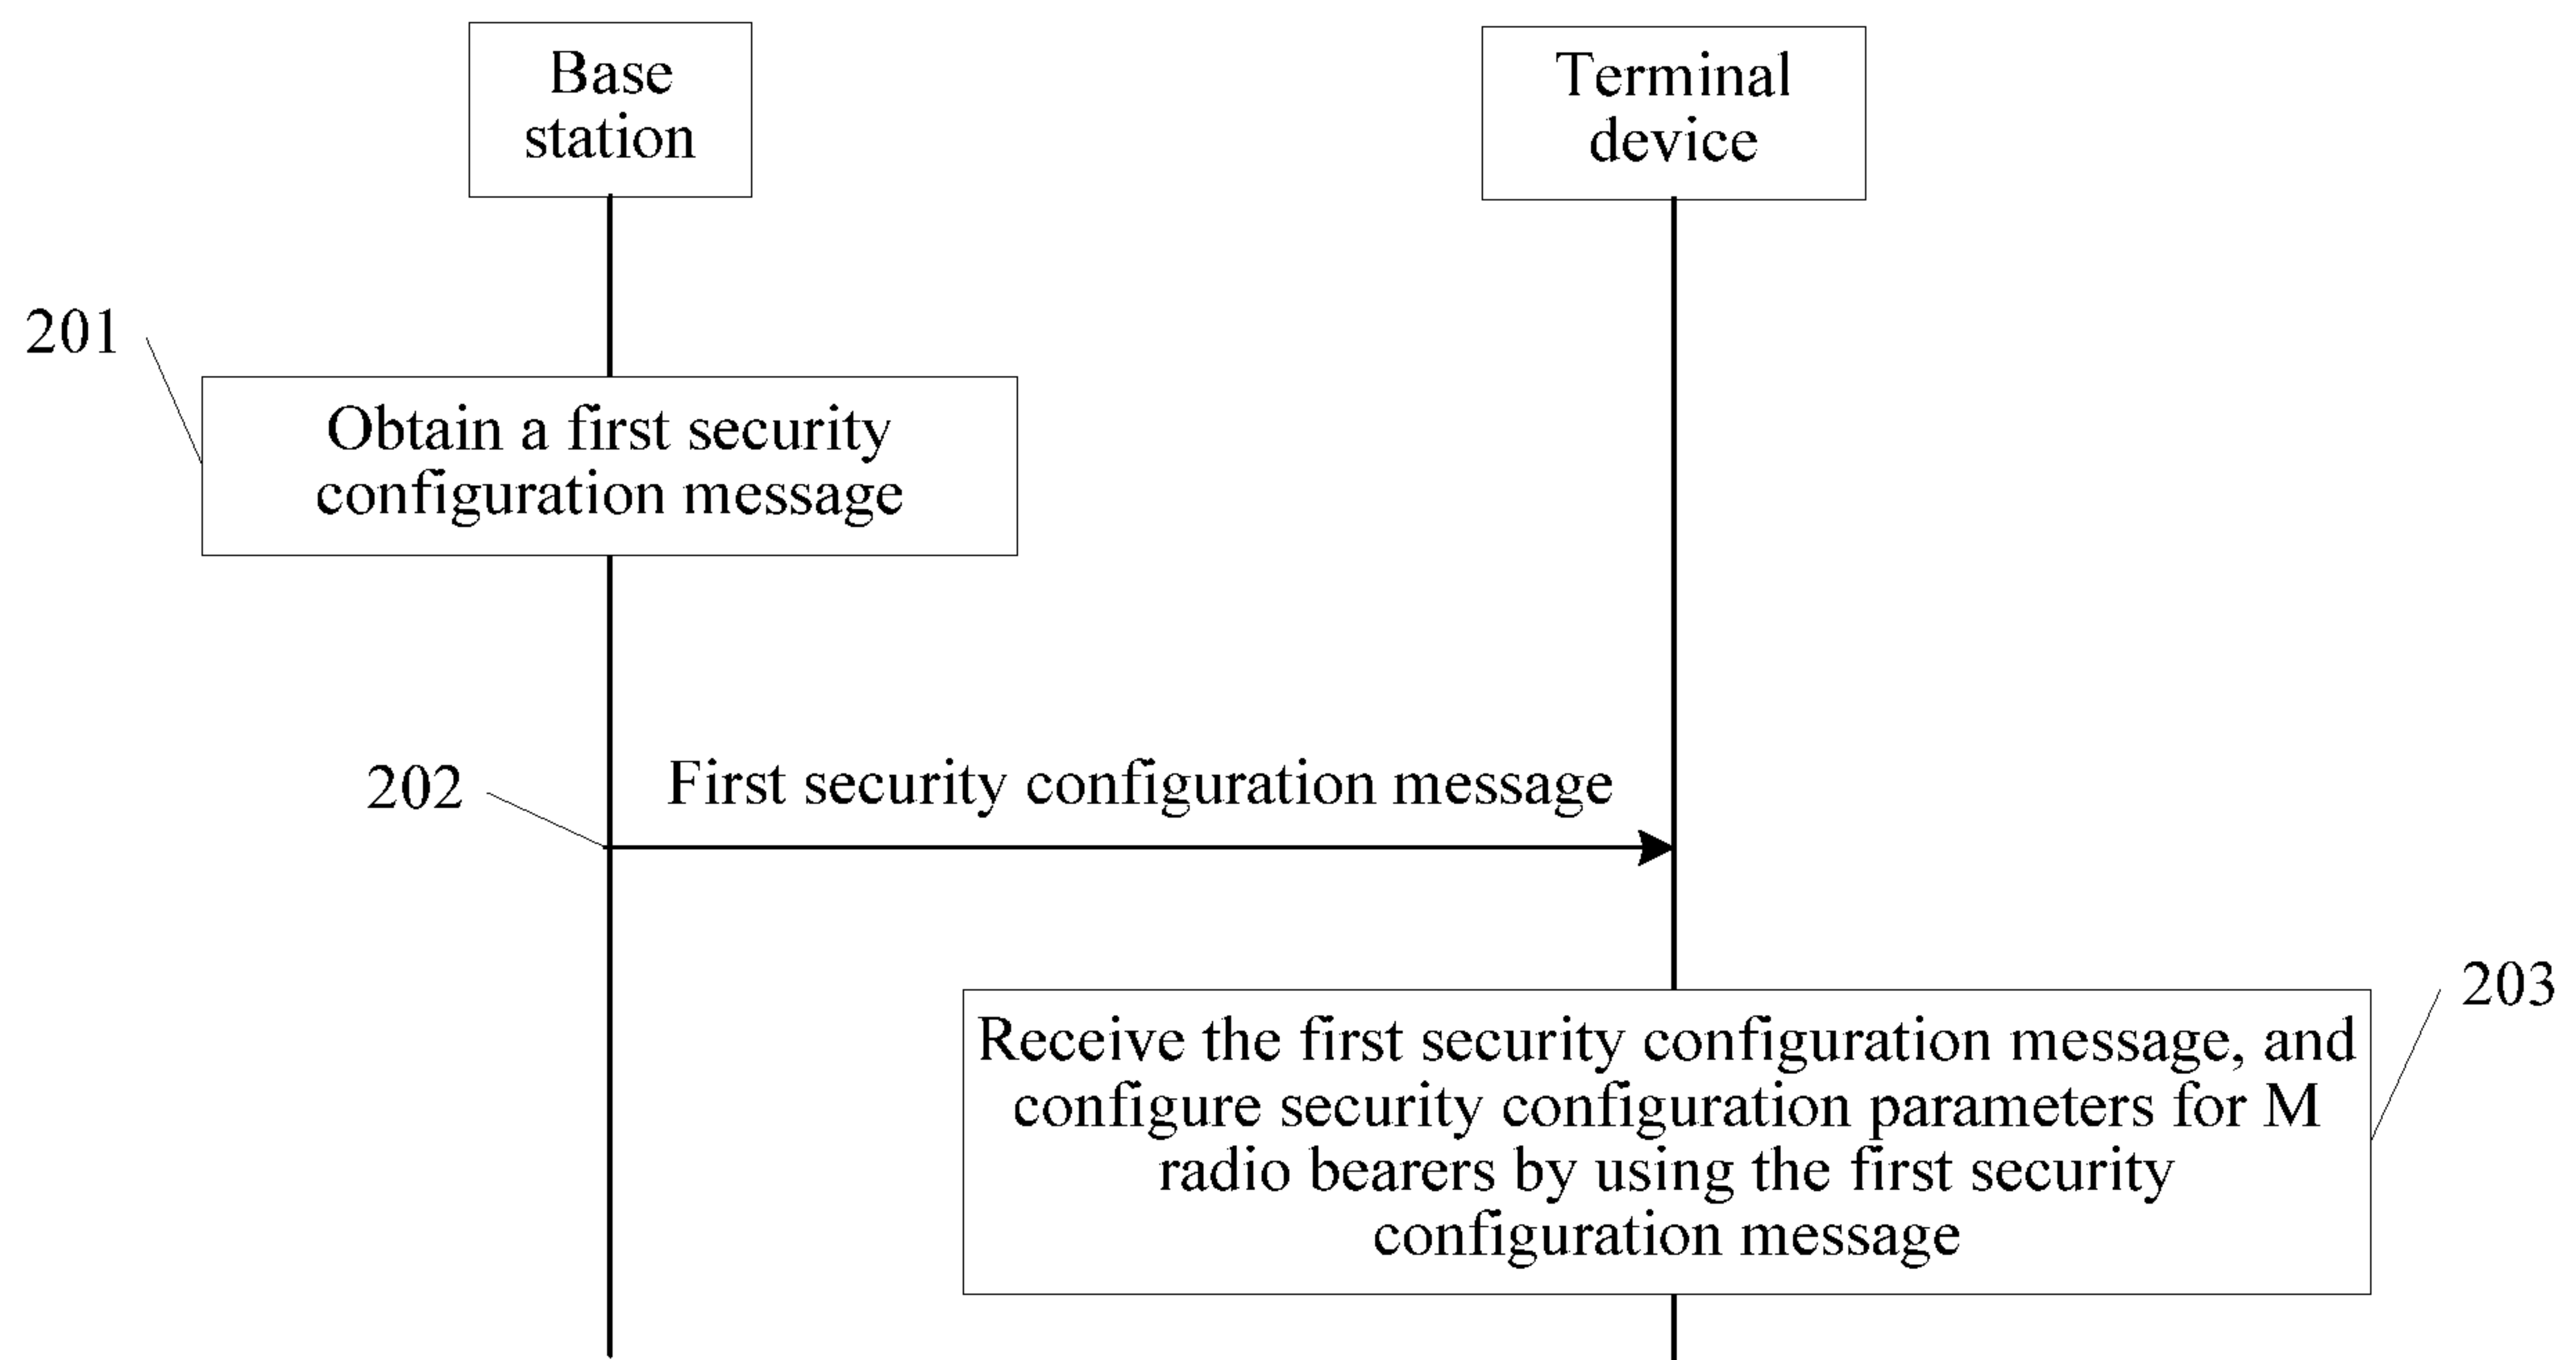 Base
station
Terminal
device
201
Obtain a first security
configuration message
202
First security configuration message
203
Receive the first security configuration message, and
configure security configuration parameters for M
radio bearers by using the first security
configuration message